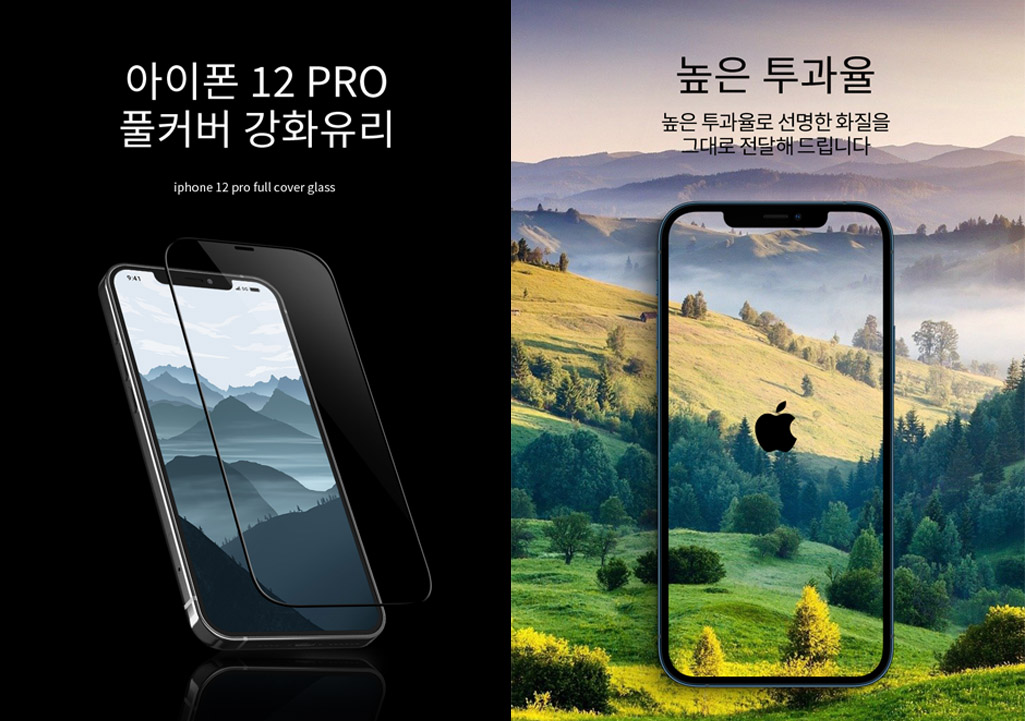 아이폰 12 PRO
풀커버 강화유리
iphone 12 pro full cover glass
9:41
5G
높은 투과율
높은 투과율로 선명한 화질을
그대로 전달해 드립니다